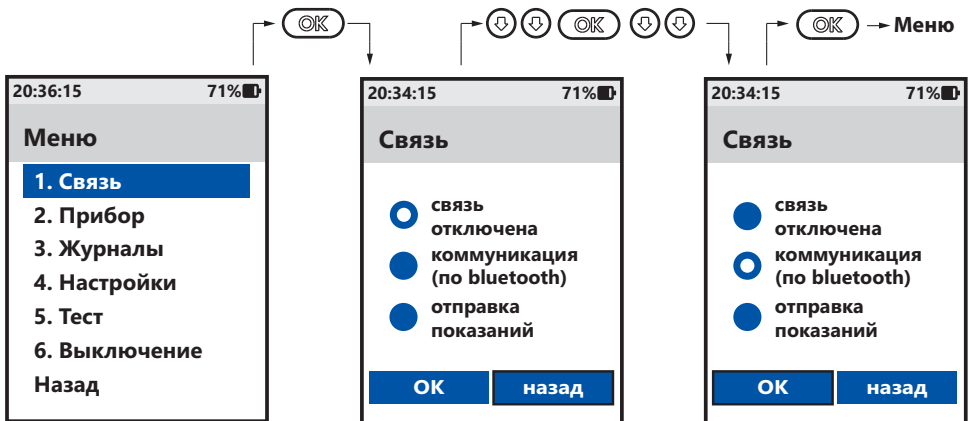 OK
OK
OK
Меню
20:36:15 71%
Меню
1. Связь
2. Прибор
3. Журналы
4. Настройки
5. Тест
6. Выключение
Назад
20:34:15 71%
Связь
связь
отключена
коммуникация
(по bluetooth)
отправка
показаний
ОК назад
20:34:15 71%
Связь
связь
отключена
коммуникация
(по bluetooth)
отправка
показаний
ОК назад